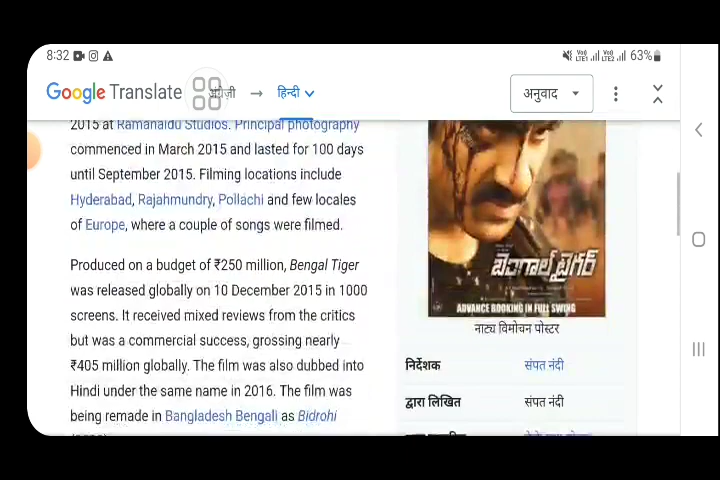 8:32
Vo) LTE1 Vo) LTE2 63%
Google Translate अंग्रेज़ी → हिन्दी अनुवाद
2015 at Ramanaidu Studios. Principal photography
commenced in March 2015 and lasted for 100 days
until September 2015. Filming locations include
Hyderabad, Rajahmundry, Pollachi and few locales
of Europe, where a couple of songs were filmed.
Produced on a budget of ₹250 million, Bengal Tiger
was released globally on 10 December 2015 in 1000
screens. It received mixed reviews from the critics
but was a commercial success, grossing nearly
₹405 million globally. The film was also dubbed into
Hindi under the same name in 2016. The film was
being remade in Bangladesh Bengali as Bidrohi
బెంగాల్ టైగర్
ADVANCE BOOKING IN FULL SWING
नाट्य विमोचन पोस्टर
निर्देशक संपत नंदी
द्वारा लिखित संपत नंदी